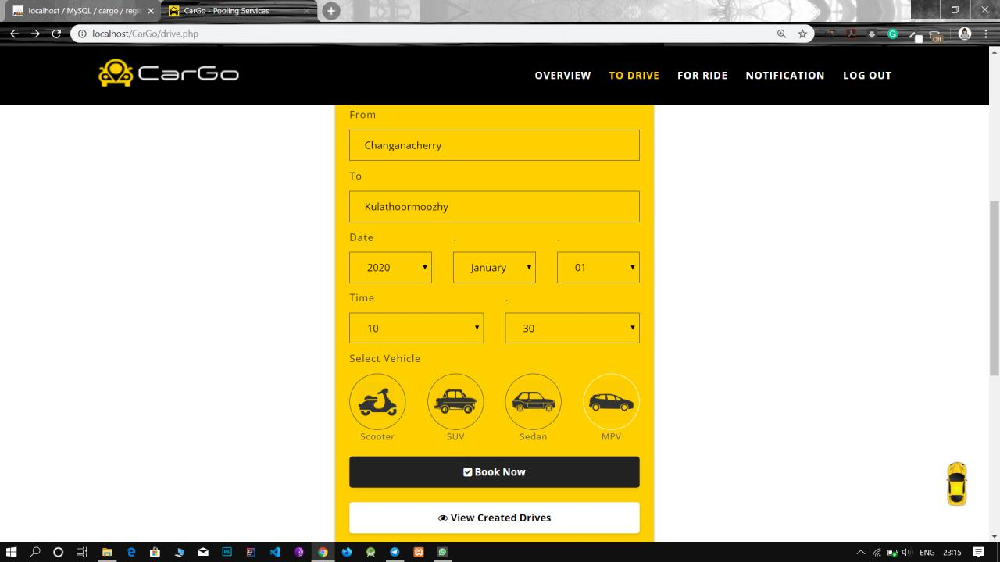 localhost / MySQL / cargo / regis
CarGo - Pooling Services
localhost/CarGo/drive.php
Off
CarGo
OVERVIEW TO DRIVE FOR RIDE NOTIFICATION LOG OUT
From
Changanacherry
To
Kulathoormoozhy
Date . .
2020 January 01
Time .
10 30
Select Vehicle
Scooter SUV Sedan MPV
Book Now
View Created Drives
ENG 23:15